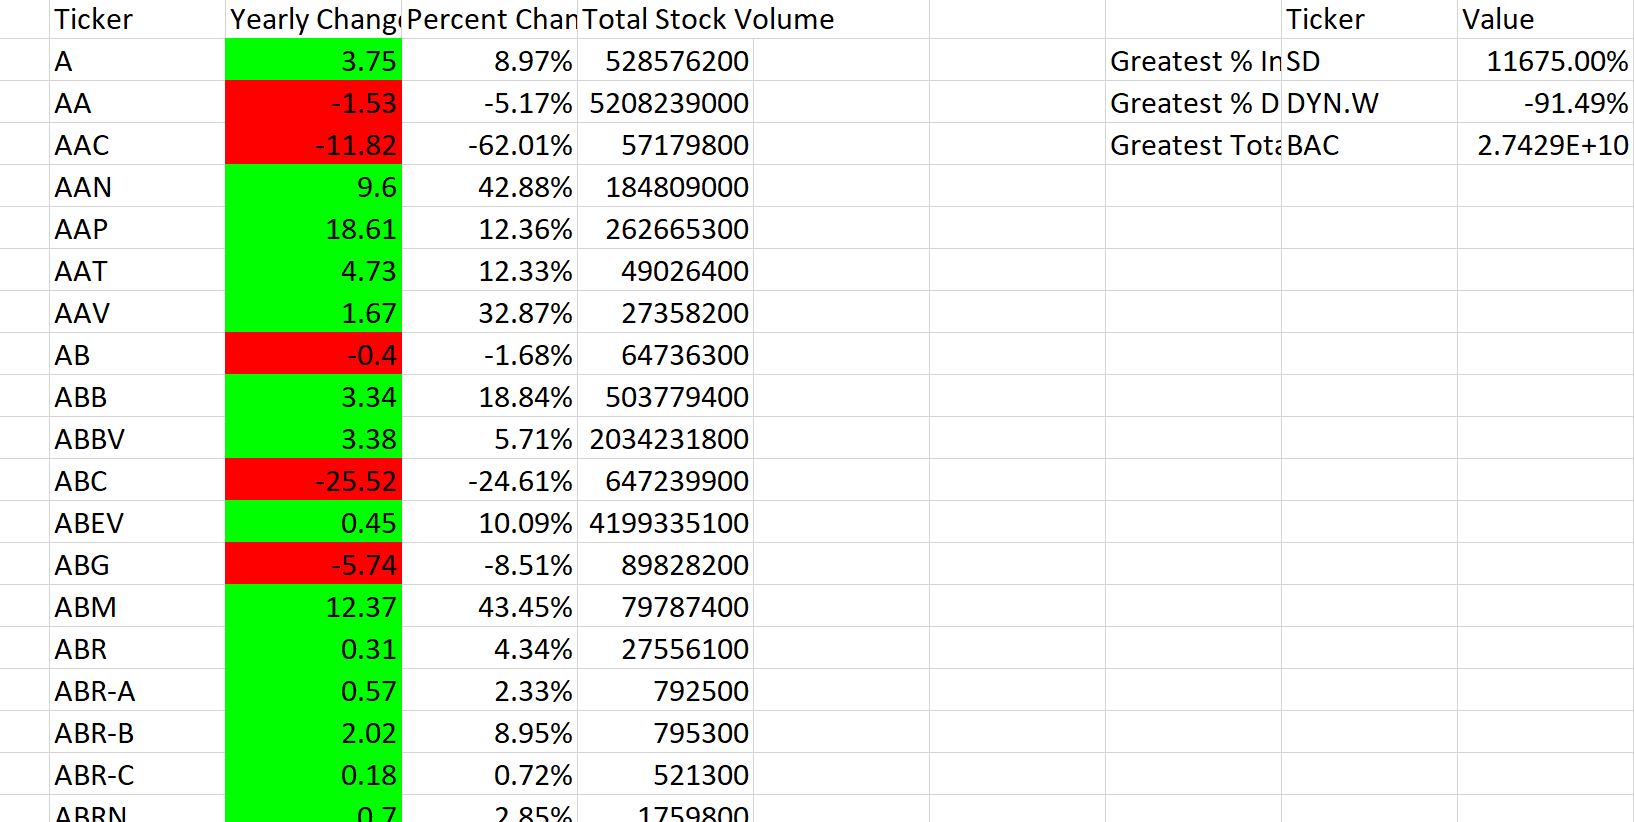 Ticker Yearly Chang Percent Chan Total Stock Volume Ticker Value
A 3.75 8.97% 528576200 Greatest % In SD 11675.00%
AA -1.53 -5.17% 5208239000 Greatest % D DYN.W -91.49%
AAC -11.82 -62.01% 57179800 Greatest Tota BAC 2.7429E+10
AAN 9.6 42.88% 184809000
AAP 18.61 12.36% 262665300
AAT 4.73 12.33% 49026400
AAV 1.67 32.87% 27358200
AB -0.4 -1.68% 64736300
ABB 3.34 18.84% 503779400
ABBV 3.38 5.71% 2034231800
ABC -25.52 -24.61% 647239900
ABEV 0.45 10.09% 4199335100
ABG -5.74 -8.51% 89828200
ABM 12.37 43.45% 79787400
ABR 0.31 4.34% 27556100
ABR-A 0.57 2.33% 792500
ABR-B 2.02 8.95% 795300
ABR-C 0.18 0.72% 521300
ABRN 0.7 2.85% 1759800